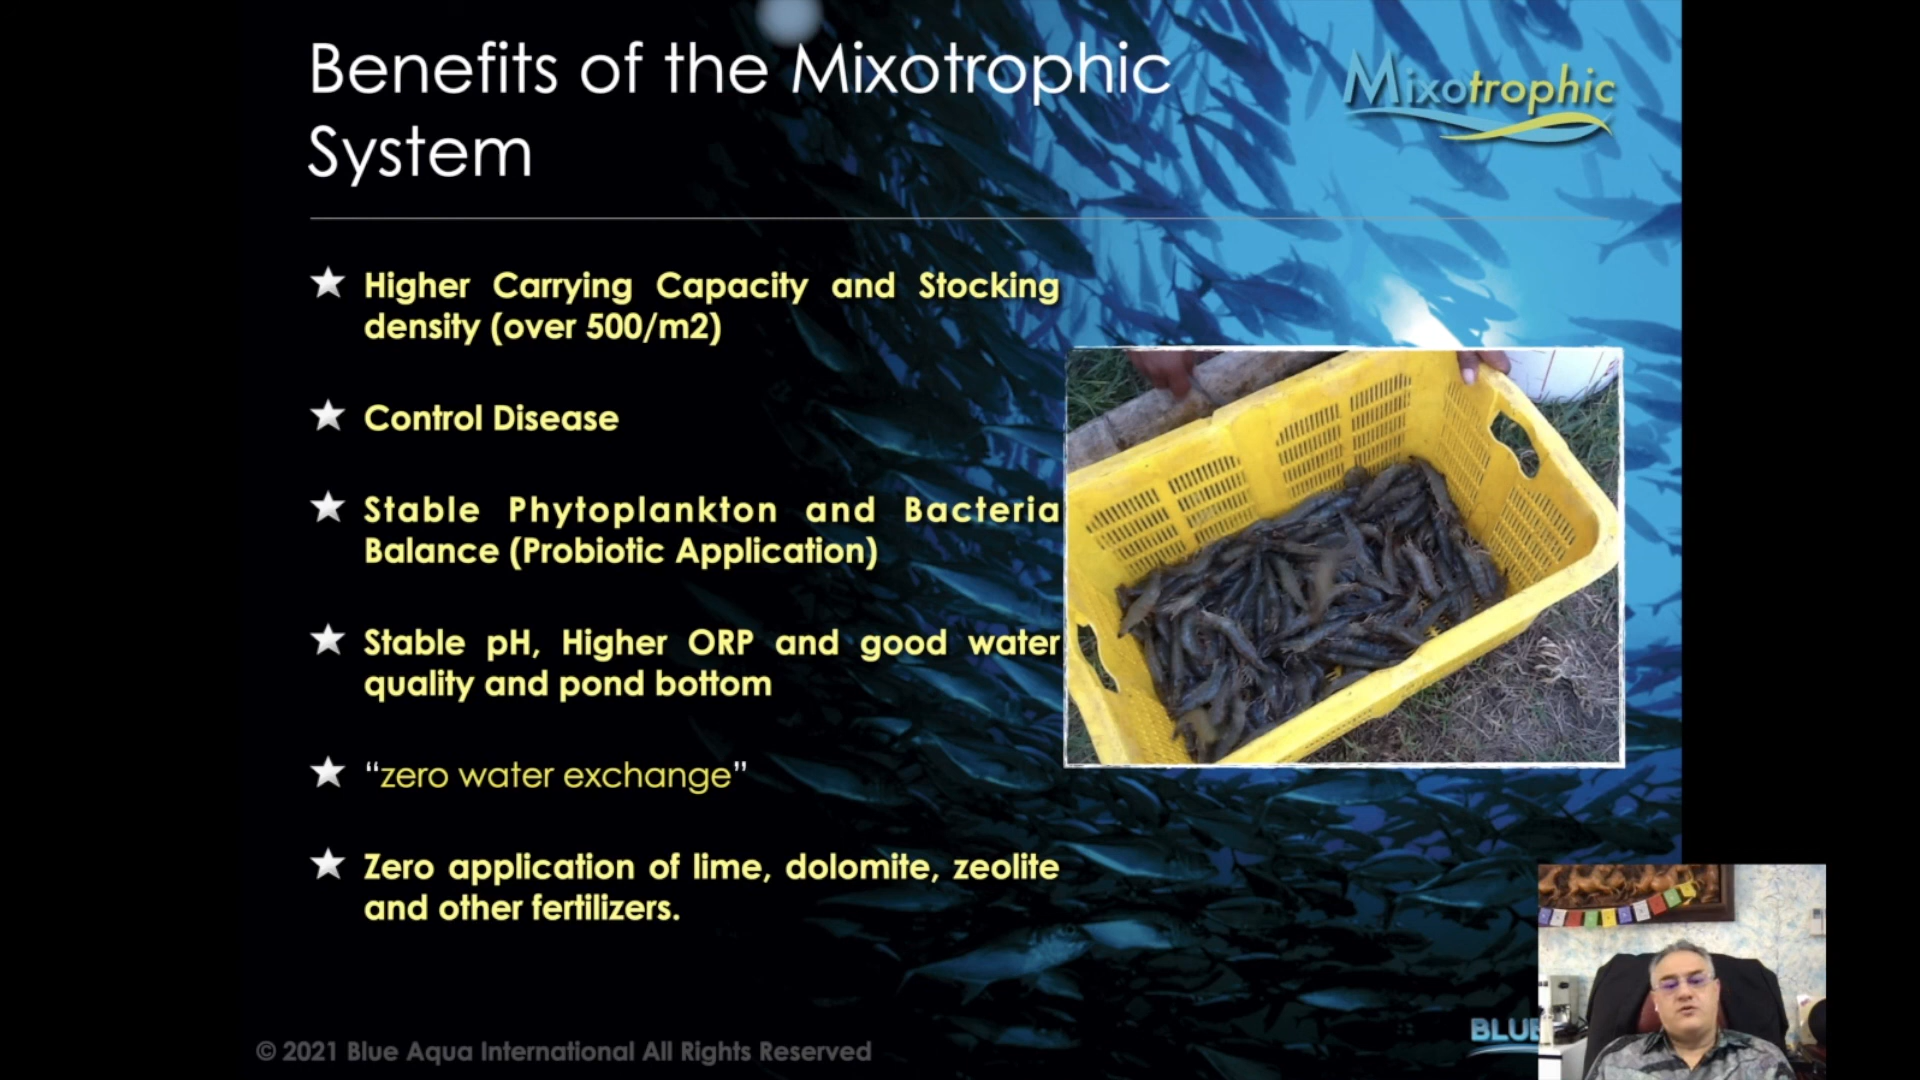 Benefits of the Mixotrophic
System
Mixotrophic
Higher Carrying Capacity and Stocking
density (over 500/m2)
Control Disease
Stable Phytoplankton and Bacteria
Balance (Probiotic Application)
Stable pH, Higher ORP and good water
quality and pond bottom
“zero water exchange”
Zero application of lime, dolomite, zeolite
and other fertilizers.
© 2021 Blue Aqua International All Rights Reserved
BLUE